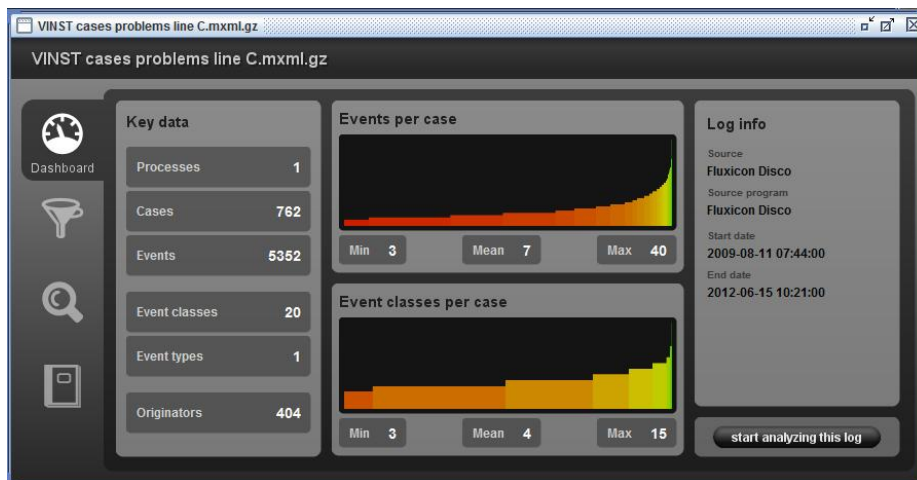 VINST cases problems line C.mxml.gz
VINST cases problems line C.mxml.gz
Dashboard
Key data
Processes 1
Cases 762
Events 5352
Event classes 20
Event types 1
Originators 404
Events per case
Min 3 Mean 7 Max 40
Event classes per case
Min 3 Mean 4 Max 15
Log info
Source
Fluxicon Disco
Source program
Fluxicon Disco
Start date
2009-08-11 07:44:00
End date
2012-06-15 10:21:00
start analyzing this log